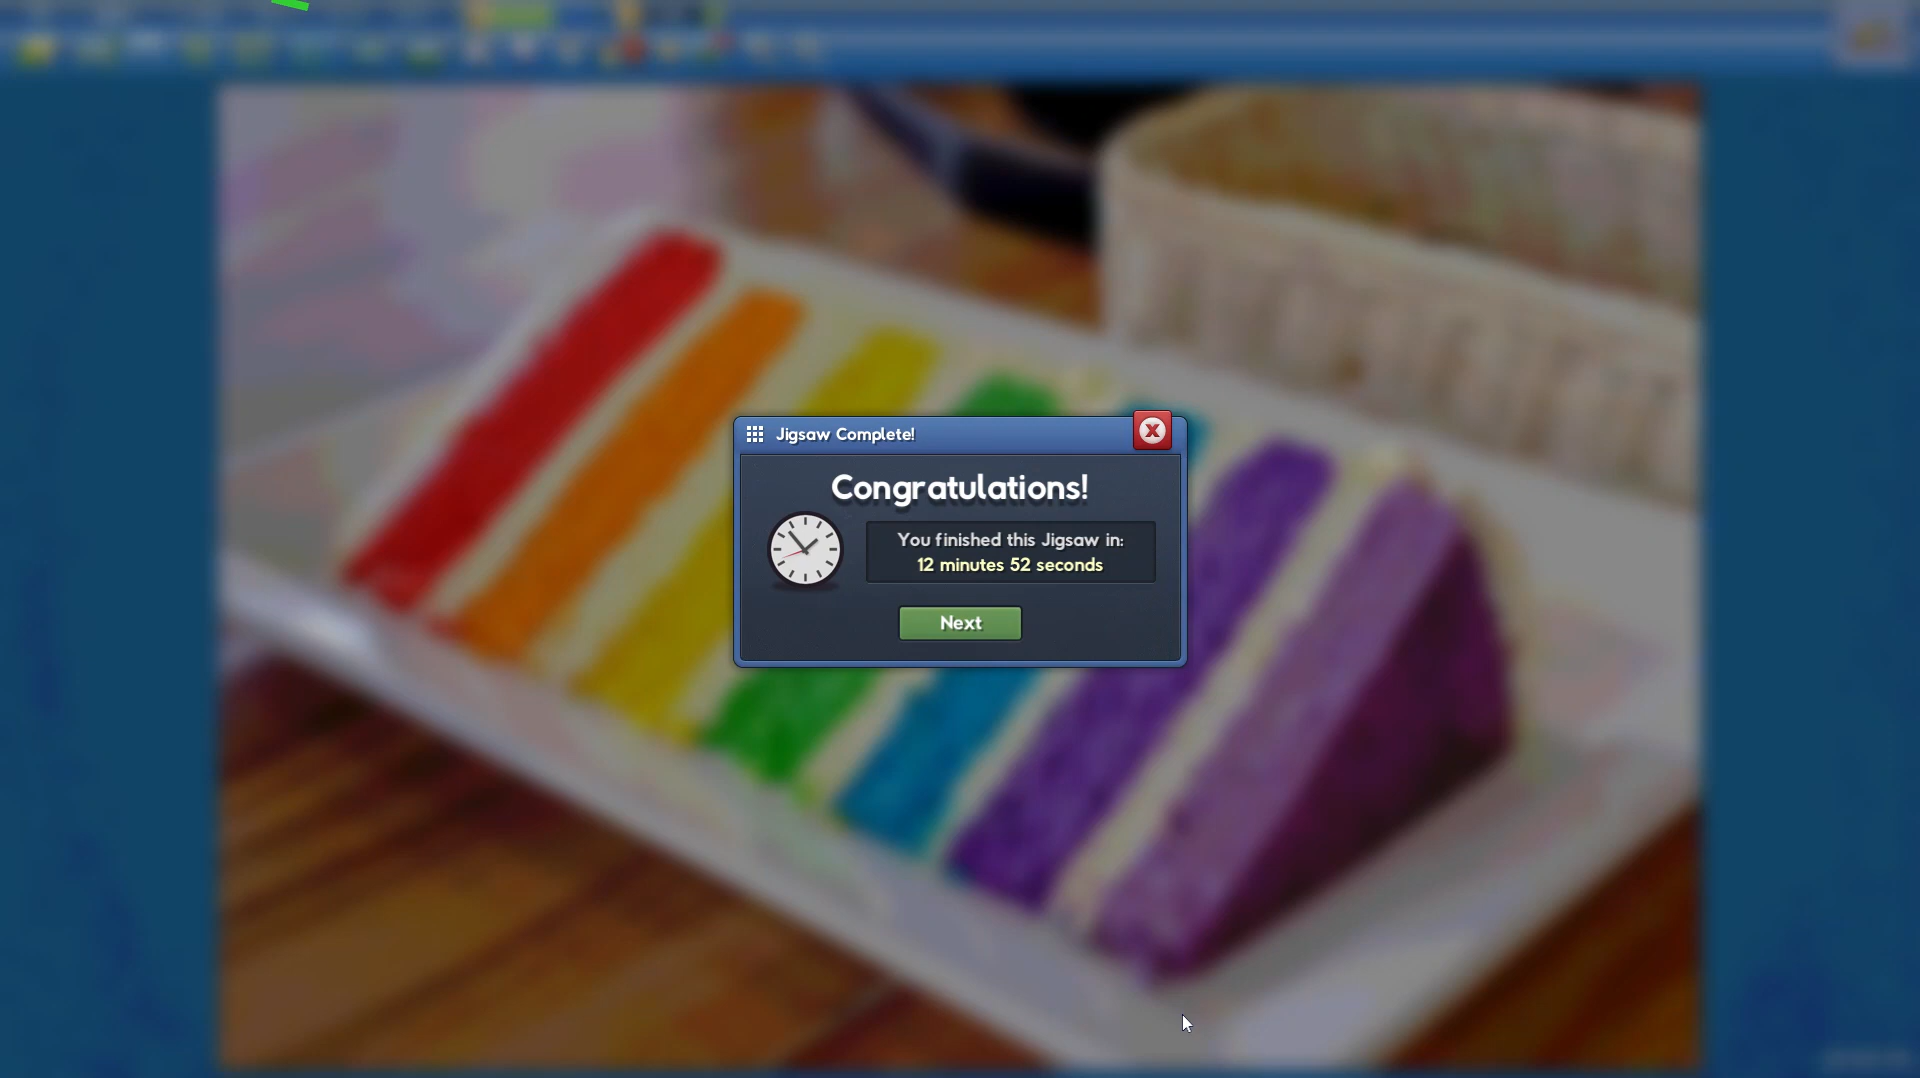 Jigsaw Complete!
Congratulations!
You finished this Jigsaw in:
12 minutes 52 seconds
Next